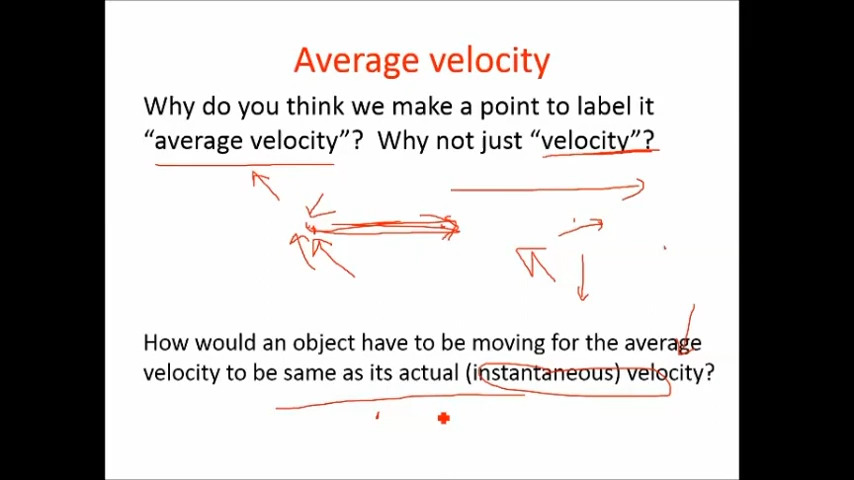 Average velocity
Why do you think we make a point to label it
“average velocity”? Why not just “velocity”?
How would an object have to be moving for the average
velocity to be same as its actual (instantaneous) velocity?